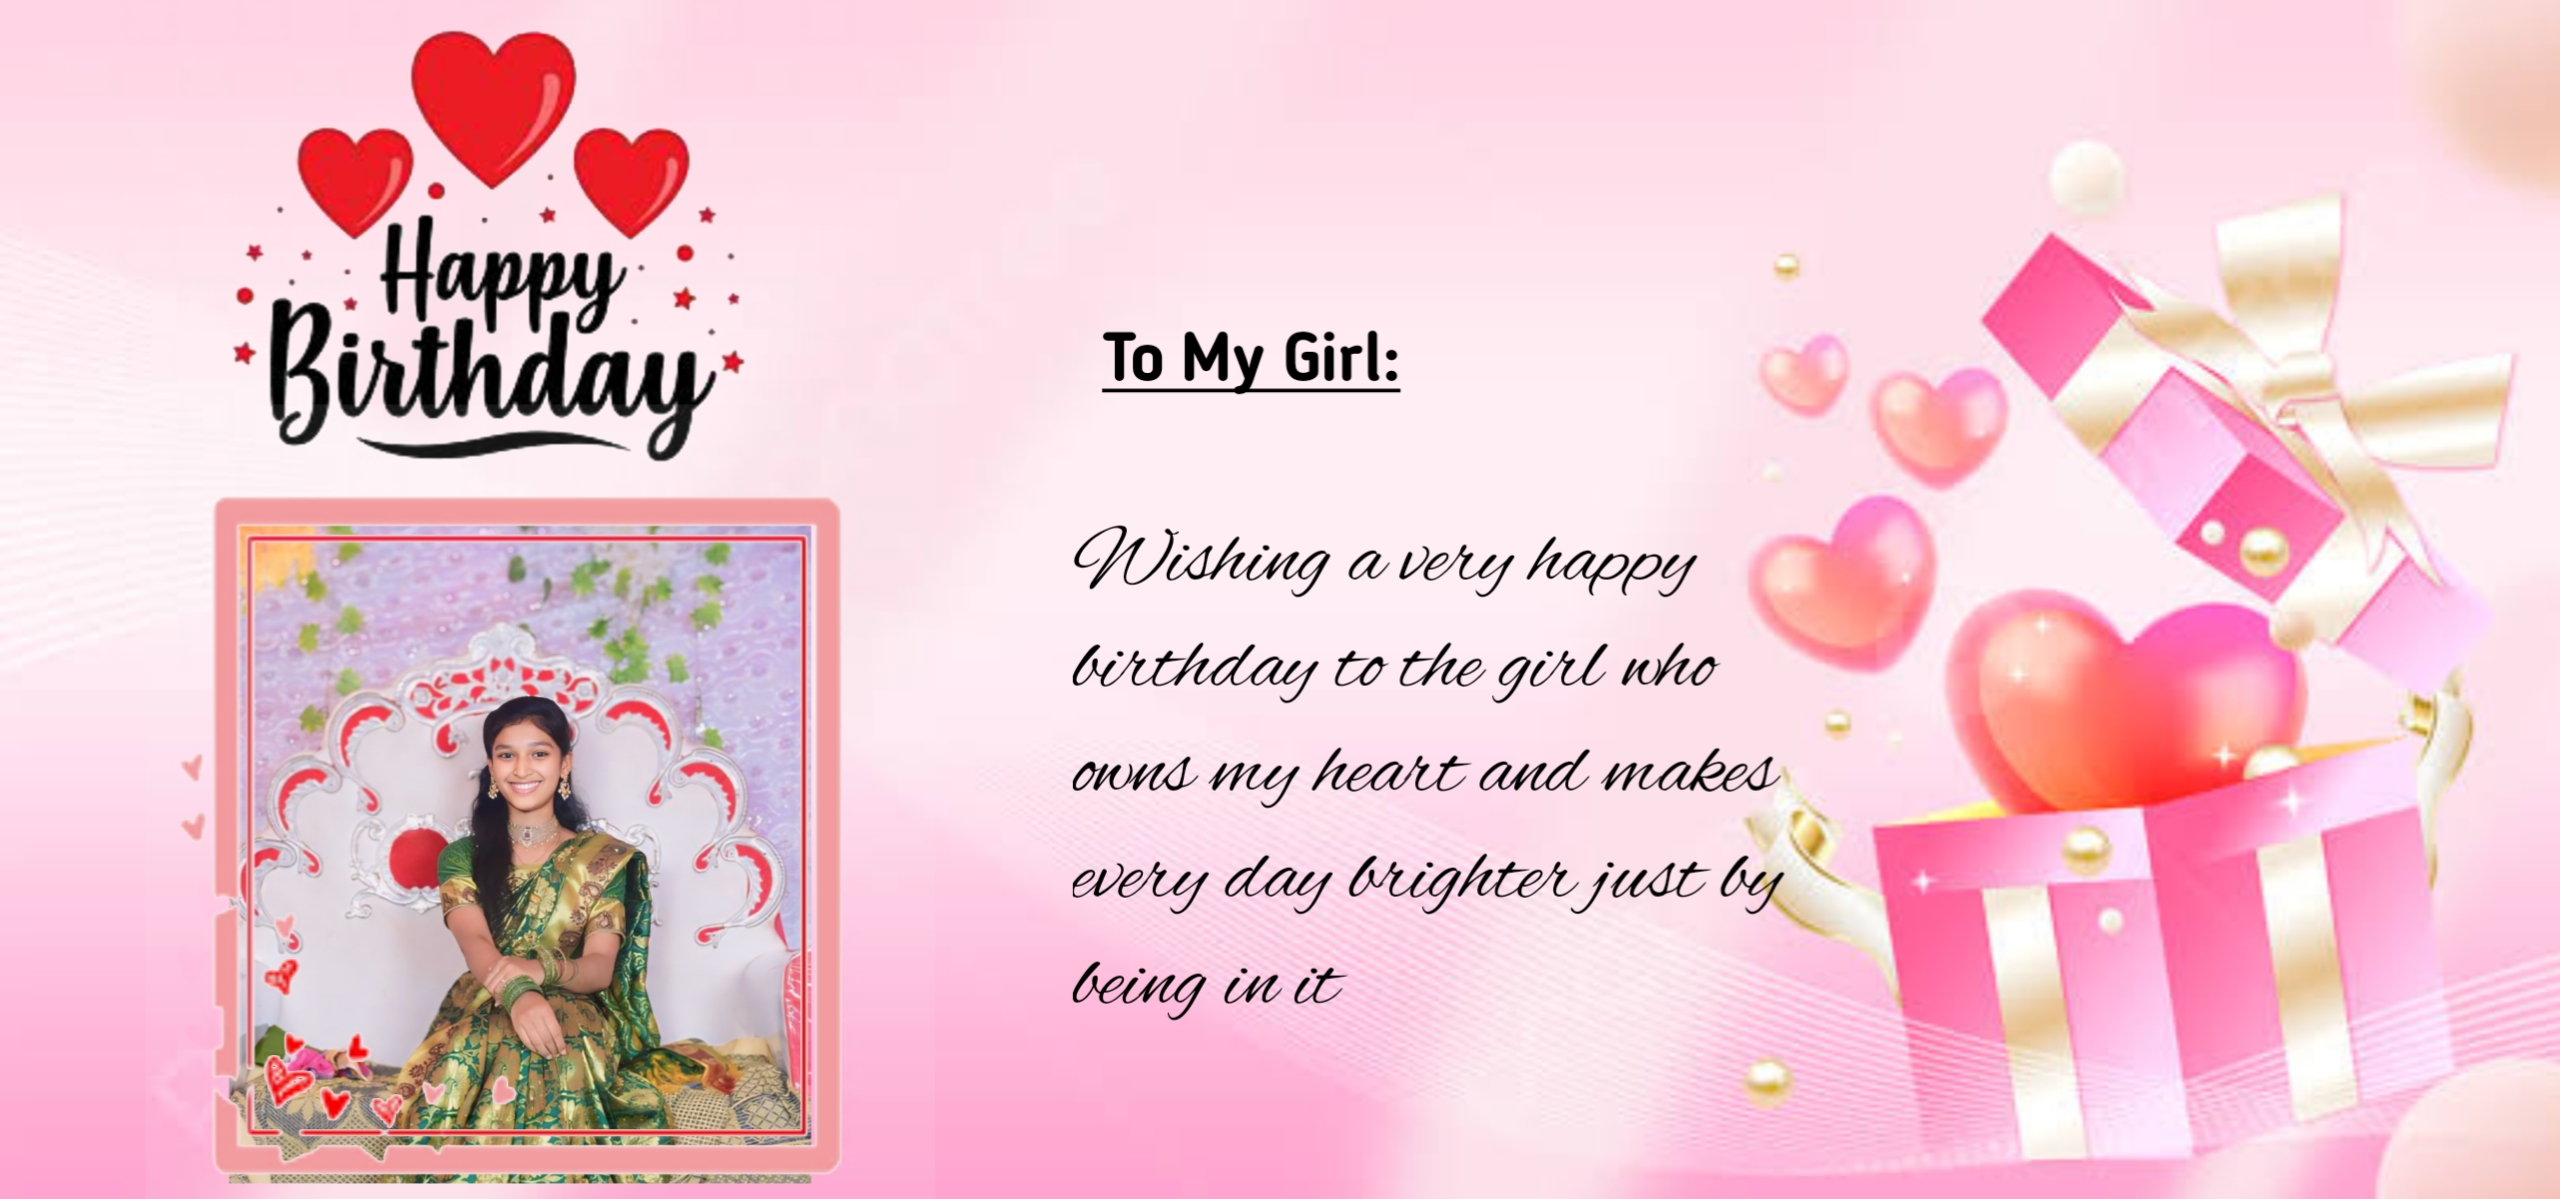 Happy
Birthday
To My Girl:
Wishing a very happy
birthday to the girl who
owns my heart and makes
every day brighter just by
being in it